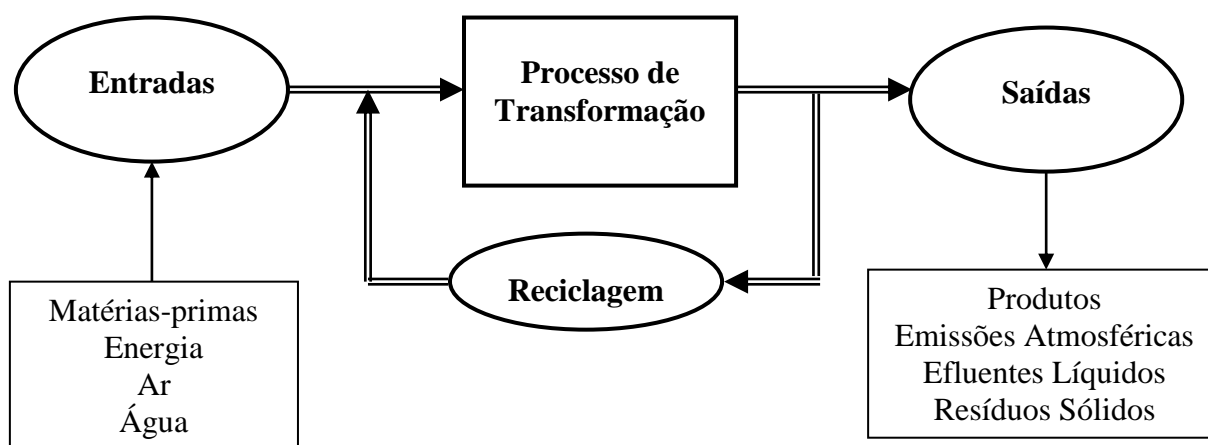 Entradas
Processo de
Transformação
Saídas
Reciclagem
Matérias-primas
Energia
Ar
Água
Produtos
Emissões Atmosféricas
Efluentes Líquidos
Resíduos Sólidos